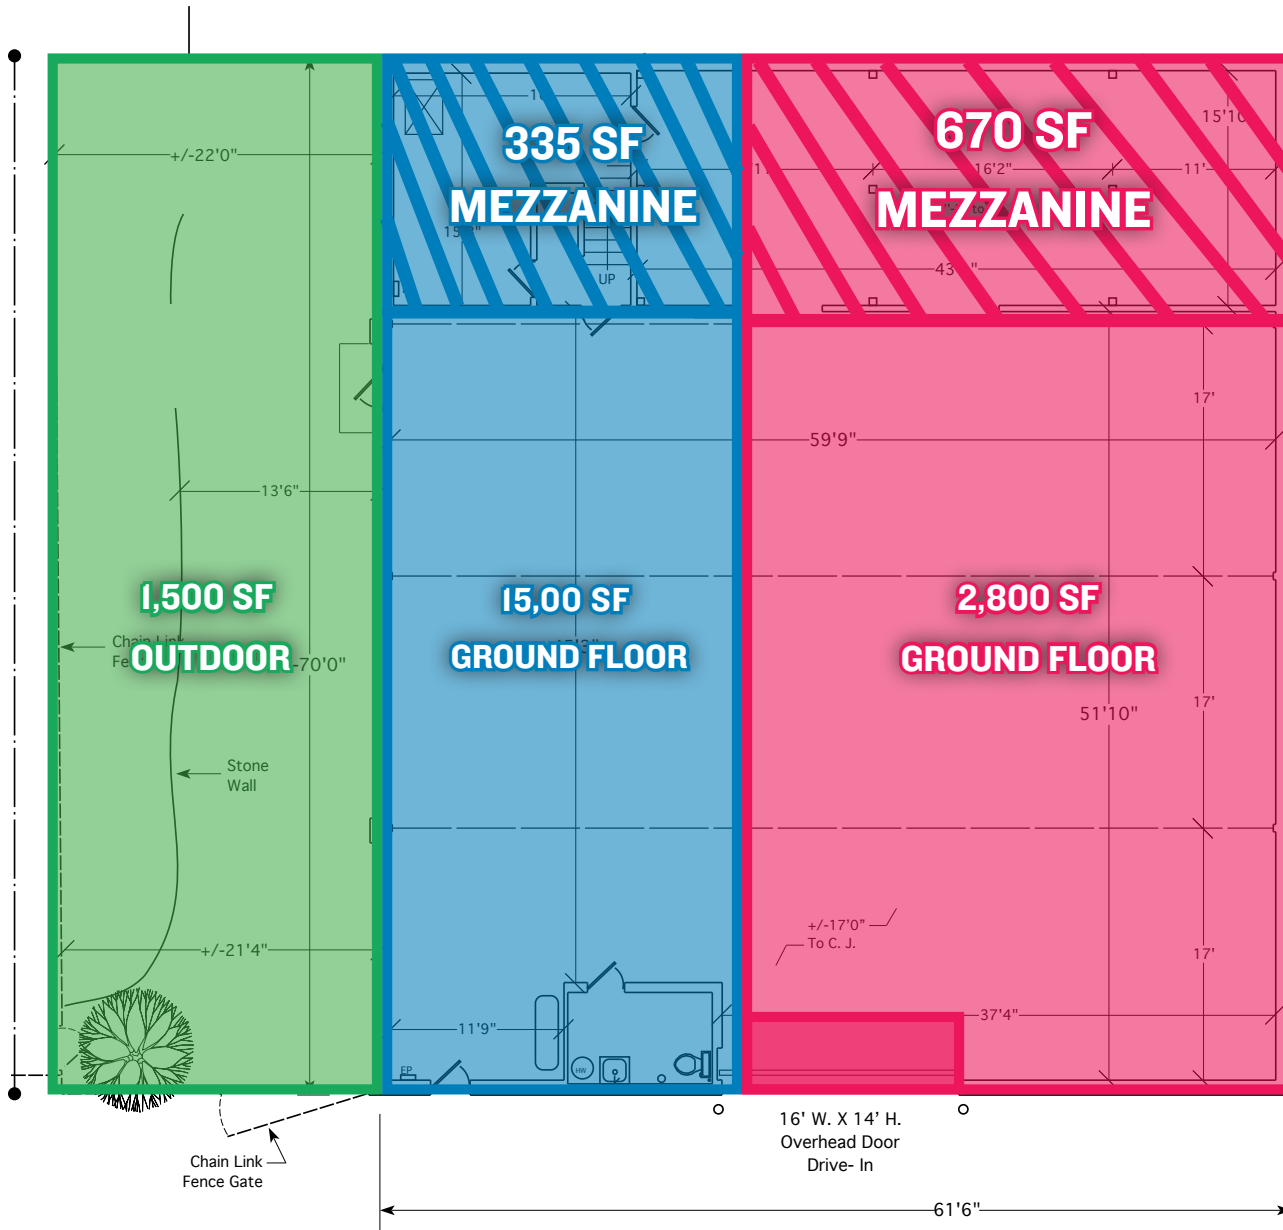 +/-22'0"
335 SF
MEZZANINE
UP
670 SF
MEZZANINE
16'2"
11'
17'
59'9"
13'6"
1,500 SF
OUTDOOR
-70'0"
Chain Link
Stone
Wall
+/-21'4"
15,00 SF
GROUND FLOOR
2,800 SF
GROUND FLOOR
51'10"
17'
+/-17'0"
To C. J.
17'
37'4"
11'9"
HW
16' W. X 14' H.
Overhead Door
Drive- In
Chain Link
Fence Gate
61'6"